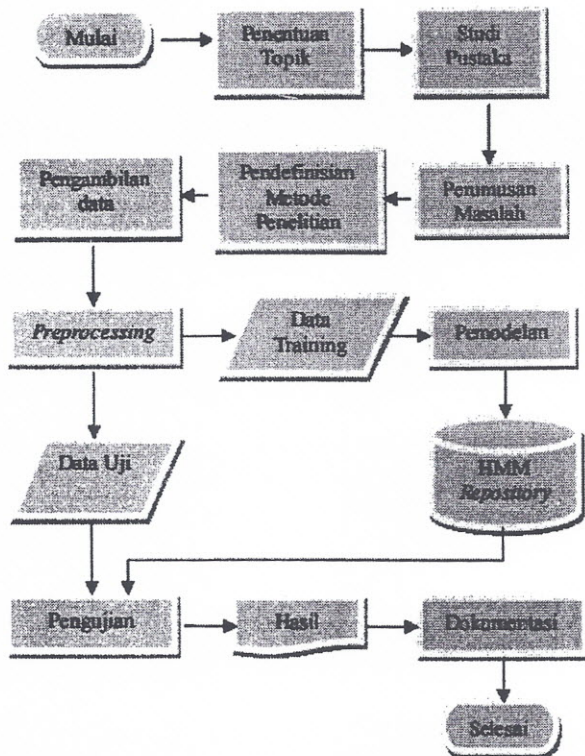 Mulai
Penentuan
Topik
Studi
Pustaka
Pengambilan
data
Pendefinisian
Metode
Penelitian
Perumusan
Masalah
Preprocessing
Data
Training
Pemodelan
Data Uji
HMM
Repository
Pengujian
Hasil
Dokumentasi
Selesai